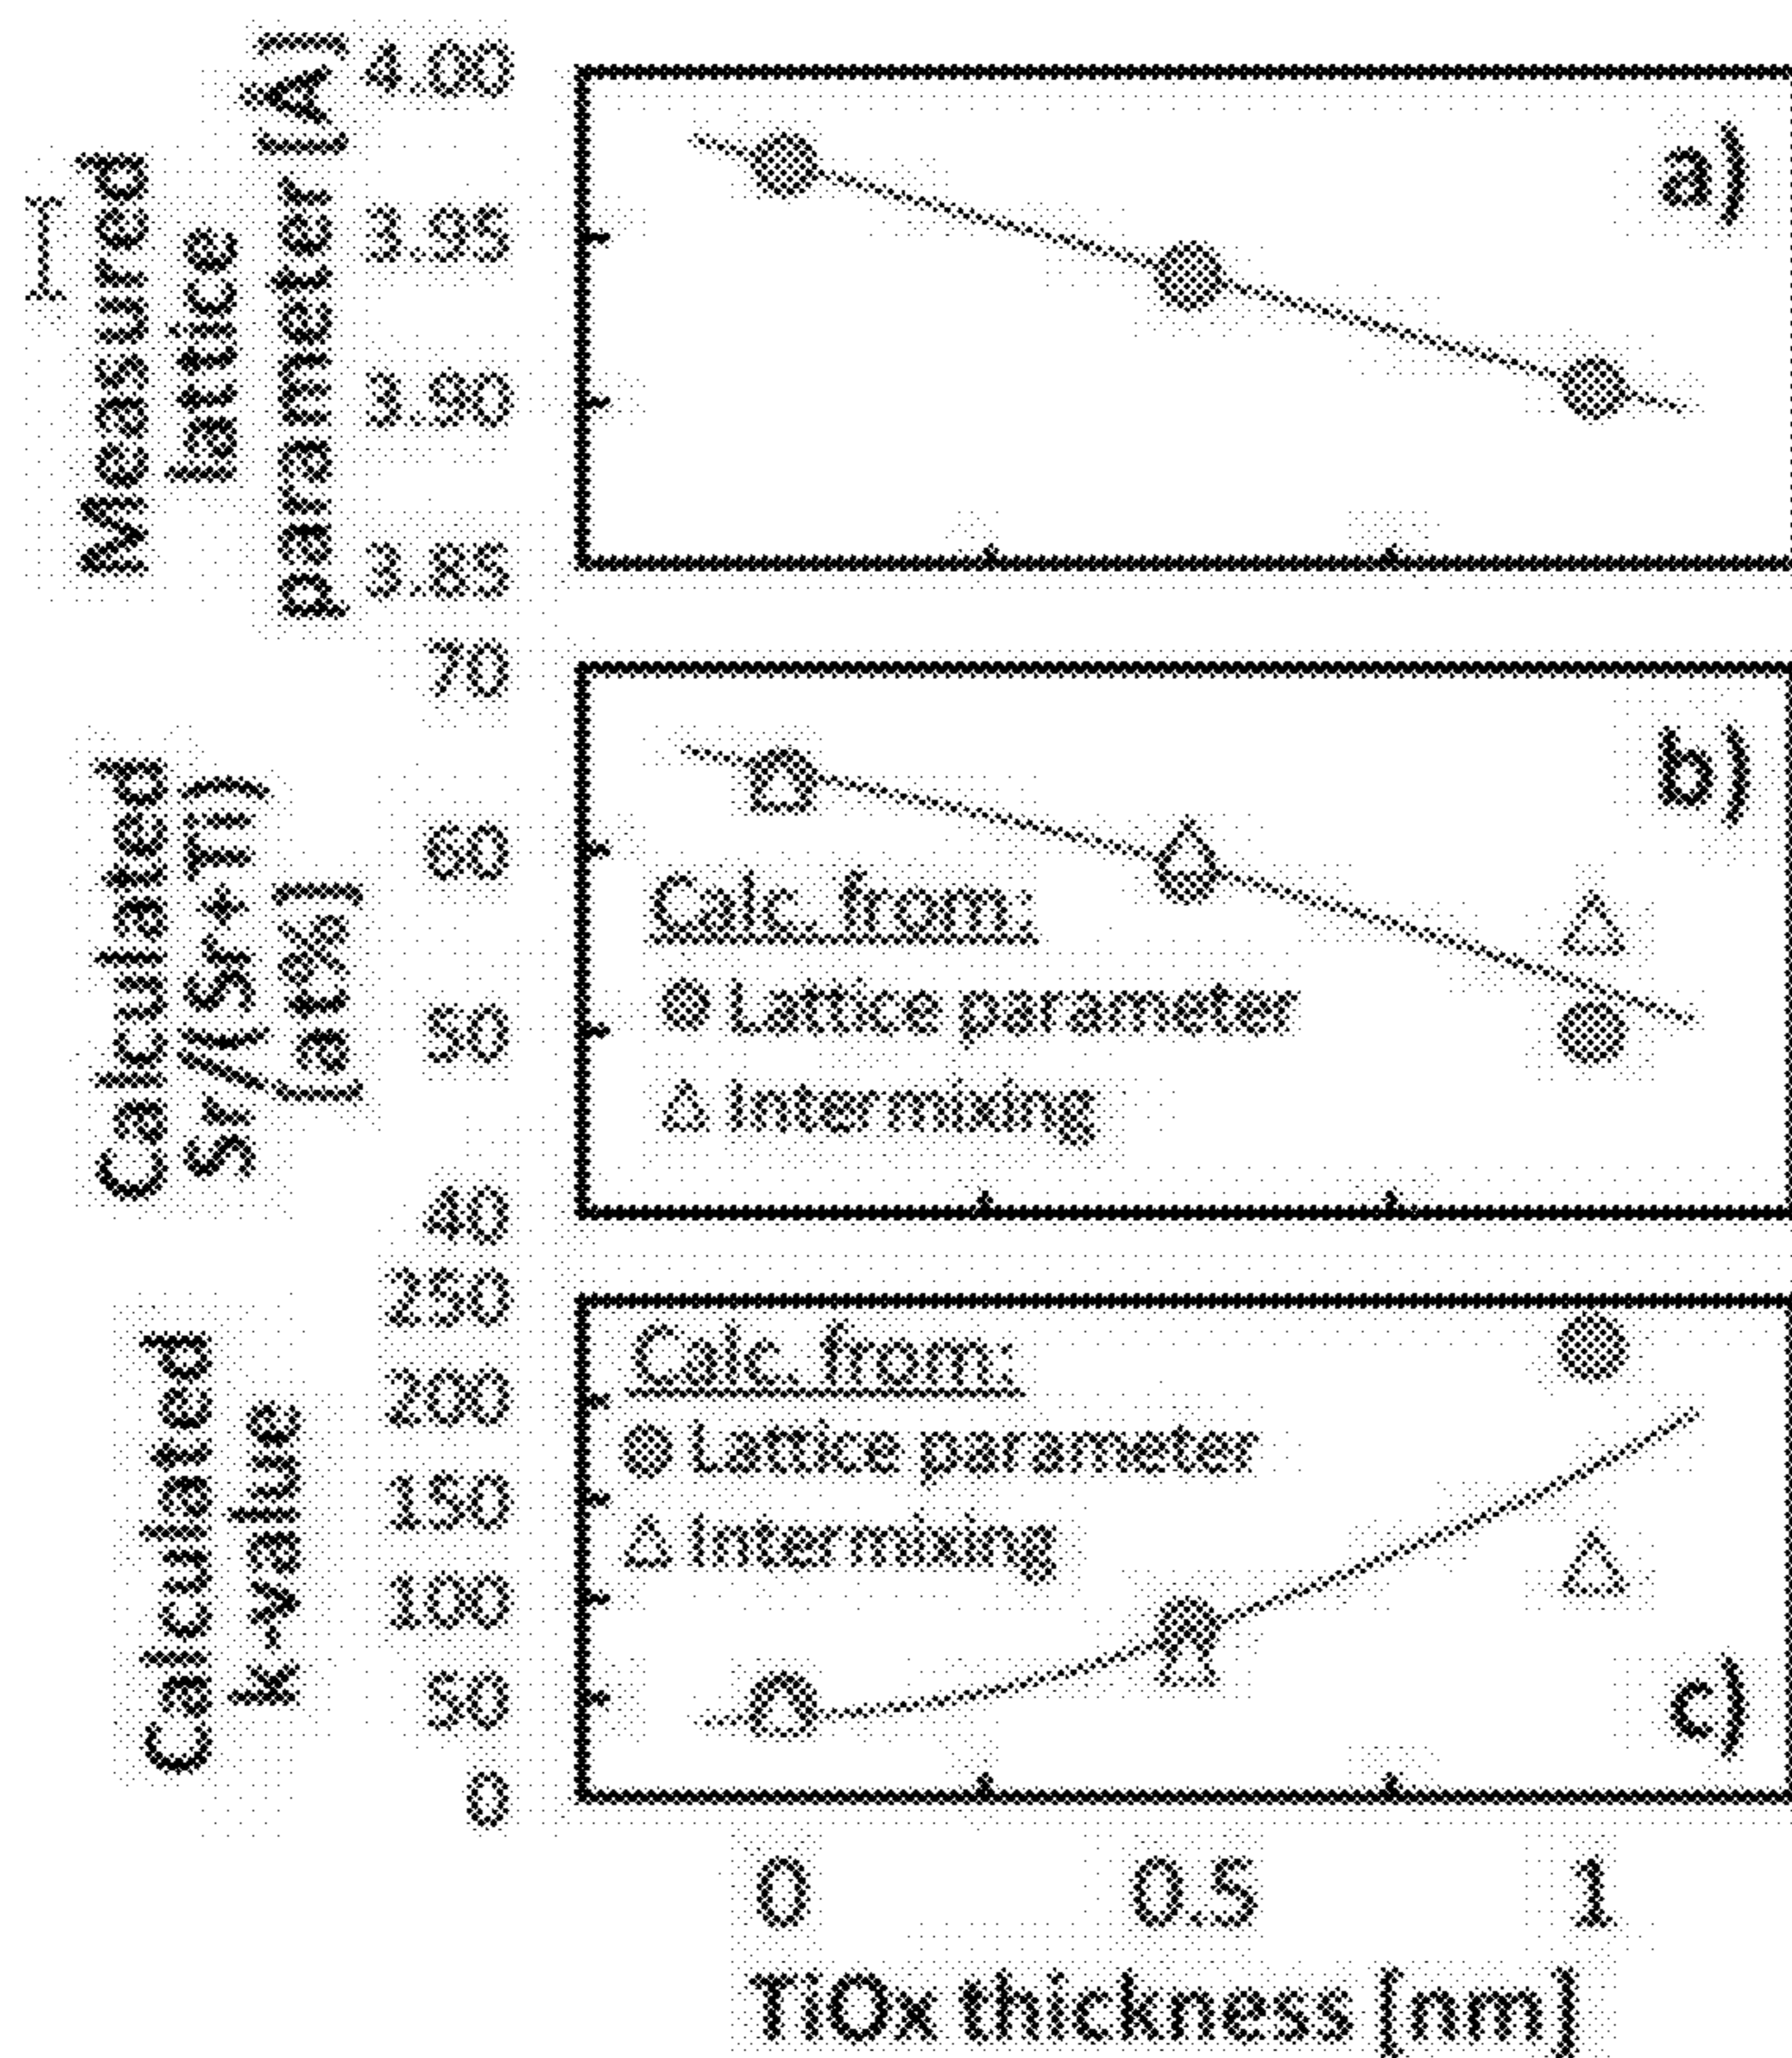 Measured
lattice
parameter [A]
4.00
3.95
3.90
3.85
a)
Calculated
Sr/(Sr+Ti)
[at%]
70
60
50
40
b)
Calc. from:
Lattice parameter
Intermixing
Calculated
k-value
250
200
150
100
50
0
Calc. from:
Lattice parameter
Intermixing
c)
0 0.5 1
TiOx thickness [nm]